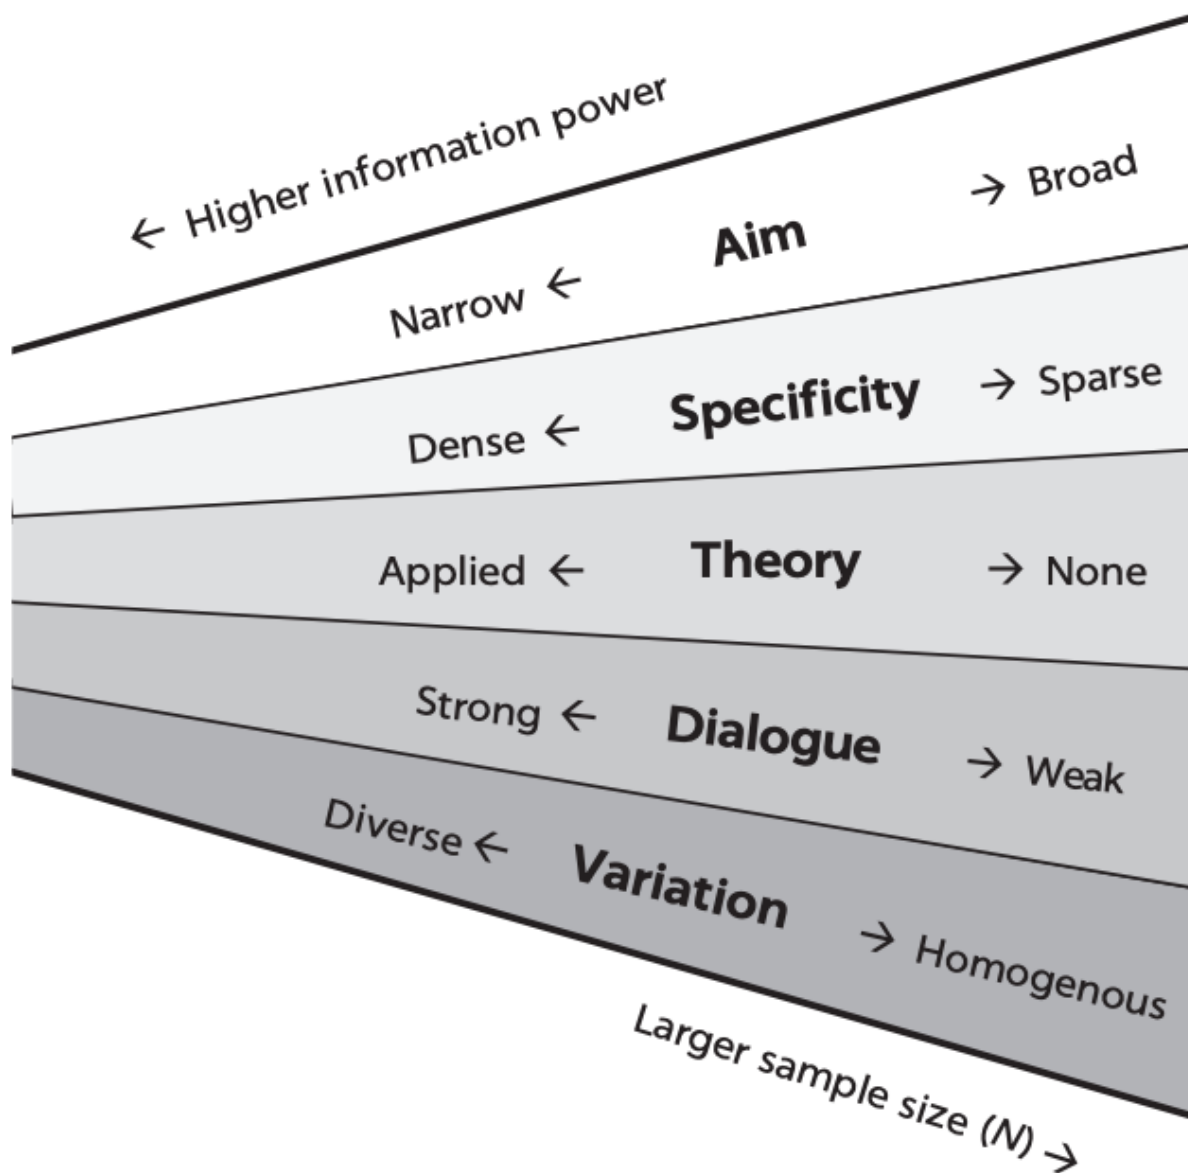 ← Higher information power
Narrow ← Aim → Broad
Dense ← Specificity → Sparse
Applied ← Theory → None
Strong ← Dialogue → Weak
Diverse ← Variation → Homogenous
Larger sample size (N) →